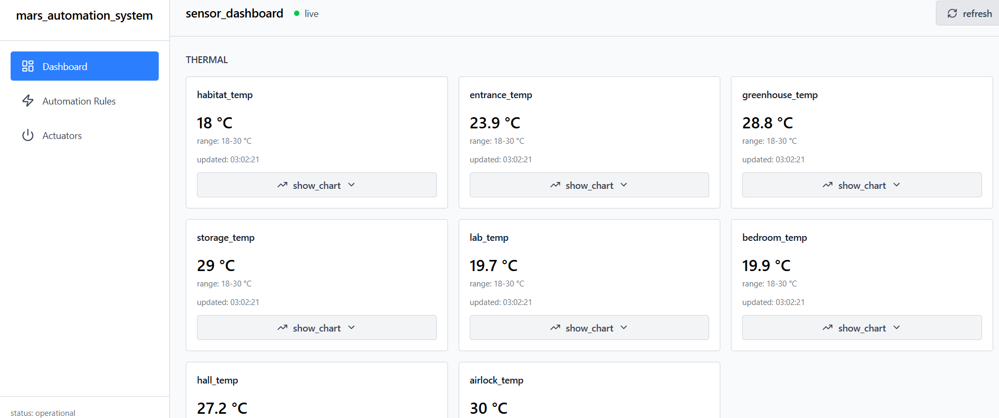 mars_automation_system
Dashboard
Automation Rules
Actuators
status: operational
sensor_dashboard live
refresh
THERMAL
habitat_temp
18 °C
range: 18-30 °C
updated: 03:02:21
show_chart
entrance_temp
23.9 °C
range: 18-30 °C
updated: 03:02:21
show_chart
greenhouse_temp
28.8 °C
range: 18-30 °C
updated: 03:02:21
show_chart
storage_temp
29 °C
range: 18-30 °C
updated: 03:02:21
show_chart
lab_temp
19.7 °C
range: 18-30 °C
updated: 03:02:21
show_chart
bedroom_temp
19.9 °C
range: 18-30 °C
updated: 03:02:21
show_chart
hall_temp
27.2 °C
airlock_temp
30 °C